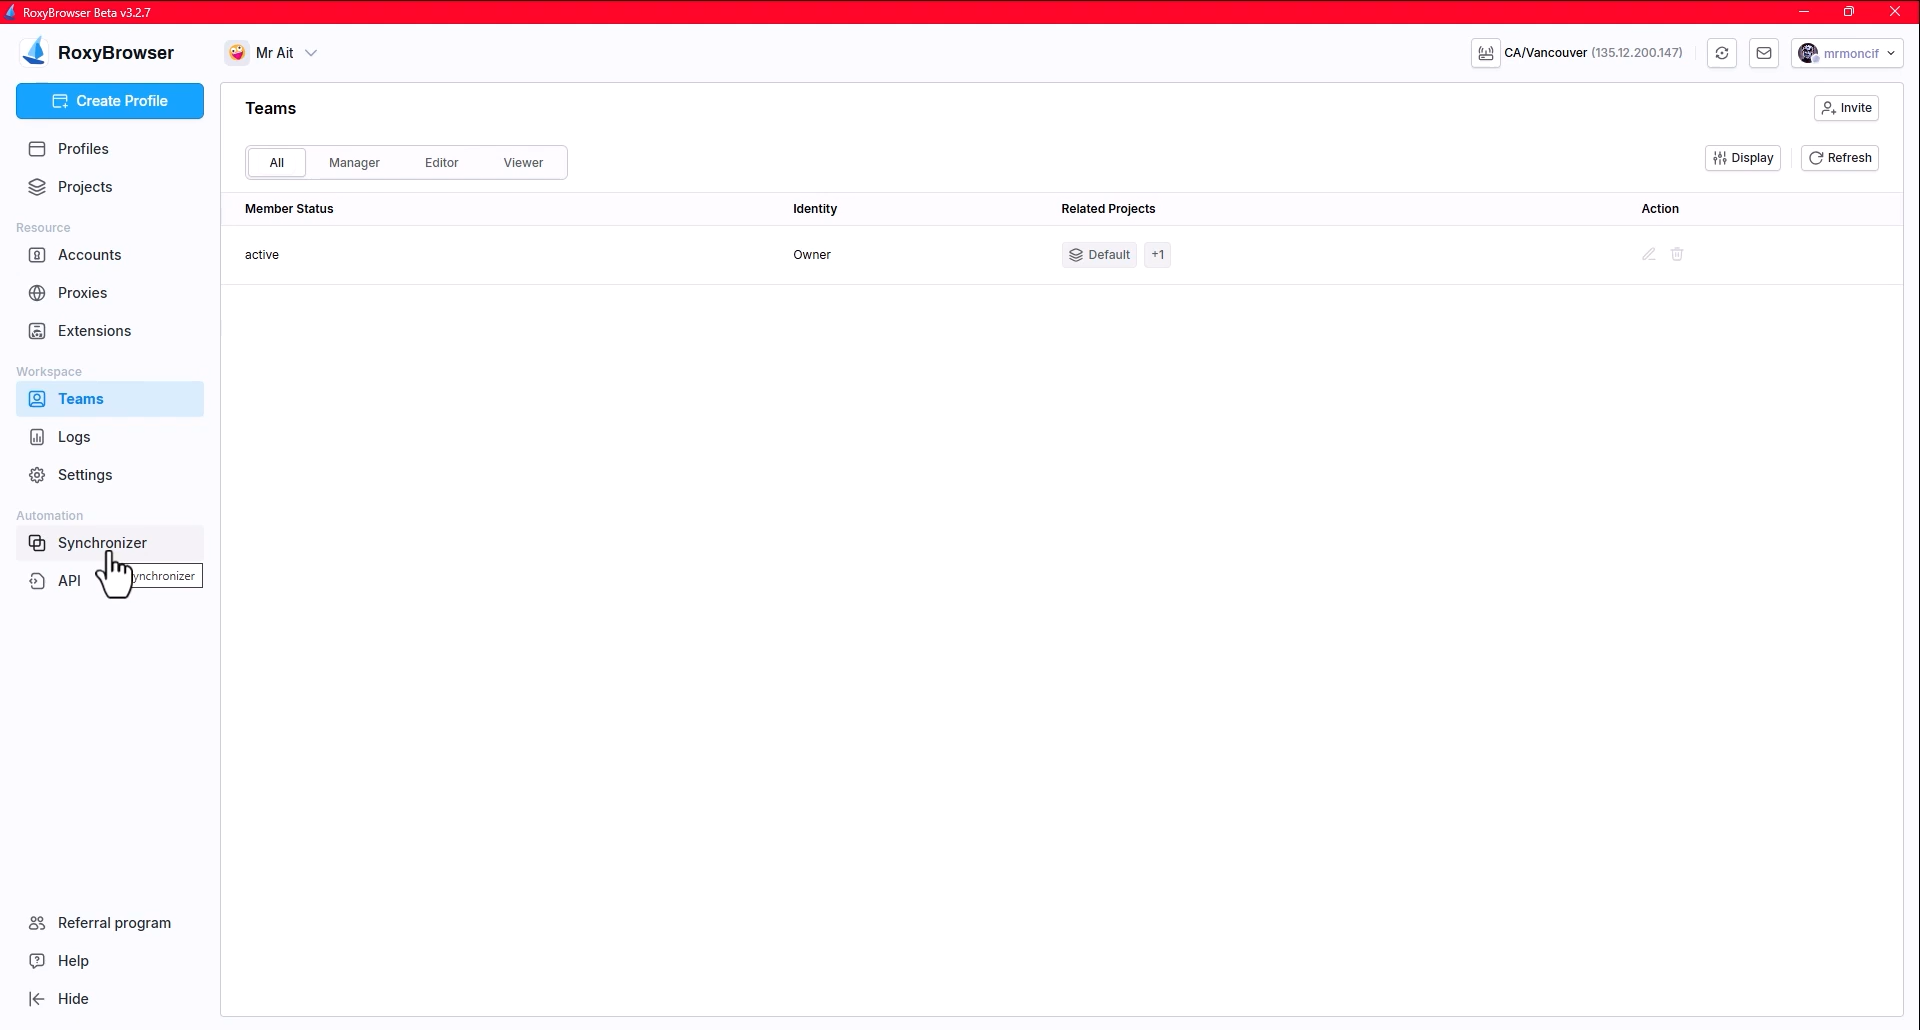 RoxyBrowser Beta v3.2.7
RoxyBrowser
Mr Ait
CA/Vancouver (135.12.200.147)
mrmoncif
Create Profile
Profiles
Projects
Resource
Accounts
Proxies
Extensions
Workspace
Teams
Logs
Settings
Automation
Synchronizer
ynchronizer
API
Referral program
Help
Hide
Teams
Invite
All Manager Editor Viewer
Display Refresh
Member Status Identity Related Projects Action
active Owner Default +1